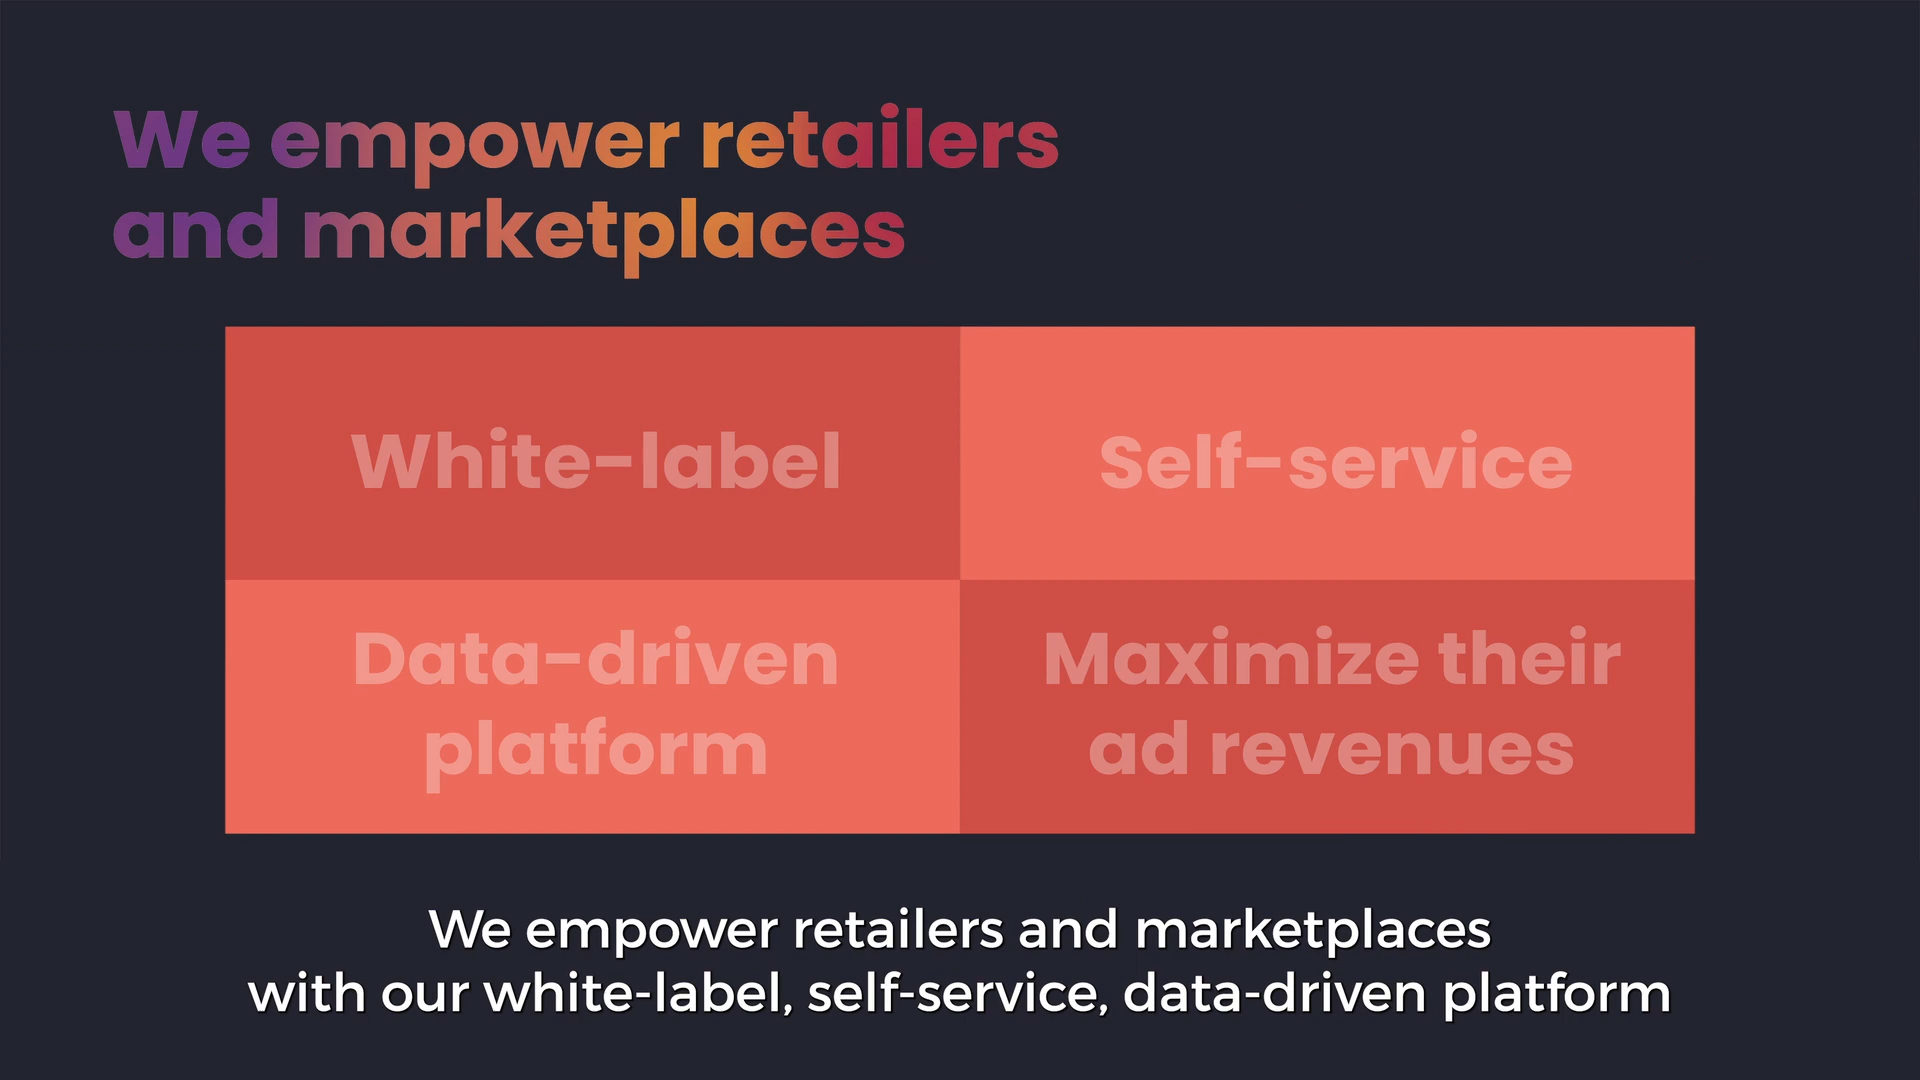 We empower retailers
and marketplaces
White-label
Self-service
Data-driven
platform
Maximize their
ad revenues
We empower retailers and marketplaces
with our white-label, self-service, data-driven platform